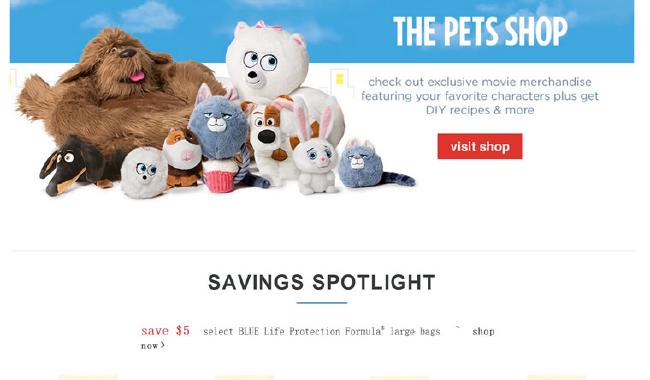 THE PETS SHOP
check out exclusive movie merchandise
featuring your favorite characters plus get
DIY recipes & more
visit shop
SAVINGS SPOTLIGHT
save $5 select BLUE Life Protection Formula® large bags ~ shop
now >